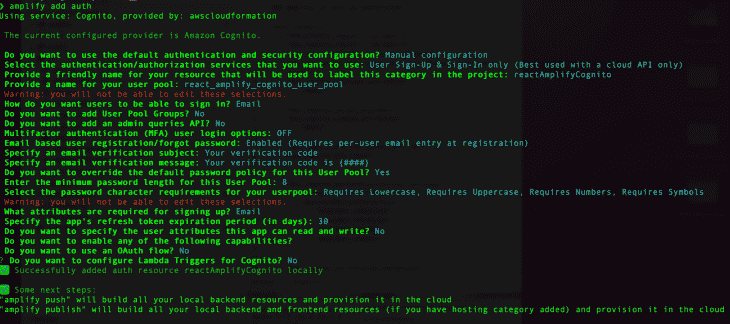 > amplify add auth
Using service: Cognito, provided by: awscloudformation
The current configured provider is Amazon Cognito.
Do you want to use the default authentication and security configuration? Manual configuration
Select the authentication/authorization services that you want to use: User Sign-Up & Sign-In only (Best used with a cloud API only)
Provide a friendly name for your resource that will be used to label this category in the project: reactAmplifyCognito
Provide a name for your user pool: react_amplify_cognito_user_pool
Warning: you will not be able to edit these selections.
How do you want users to be able to sign in? Email
Do you want to add User Pool Groups? No
Do you want to add an admin queries API? No
Multifactor authentication (MFA) user login options: OFF
Email based user registration/forgot password: Enabled (Requires per-user email entry at registration)
Specify an email verification subject: Your verification code
Specify an email verification message: Your verification code is {####}
Do you want to override the default password policy for this User Pool? Yes
Enter the minimum password length for this User Pool: 8
Select the password character requirements for your userpool: Requires Lowercase, Requires Uppercase, Requires Numbers, Requires Symbols
Warning: you will not be able to edit these selections.
What attributes are required for signing up? Email
Specify the app's refresh token expiration period (in days): 30
Do you want to specify the user attributes this app can read and write? No
Do you want to enable any of the following capabilities?
Do you want to use an OAuth flow? No
? Do you want to configure Lambda Triggers for Cognito? No
✅ Successfully added auth resource reactAmplifyCognito locally
✅ Some next steps:
"amplify push" will build all your local backend resources and provision it in the cloud
"amplify publish" will build all your local backend and frontend resources (if you have hosting category added) and provision it in the cloud